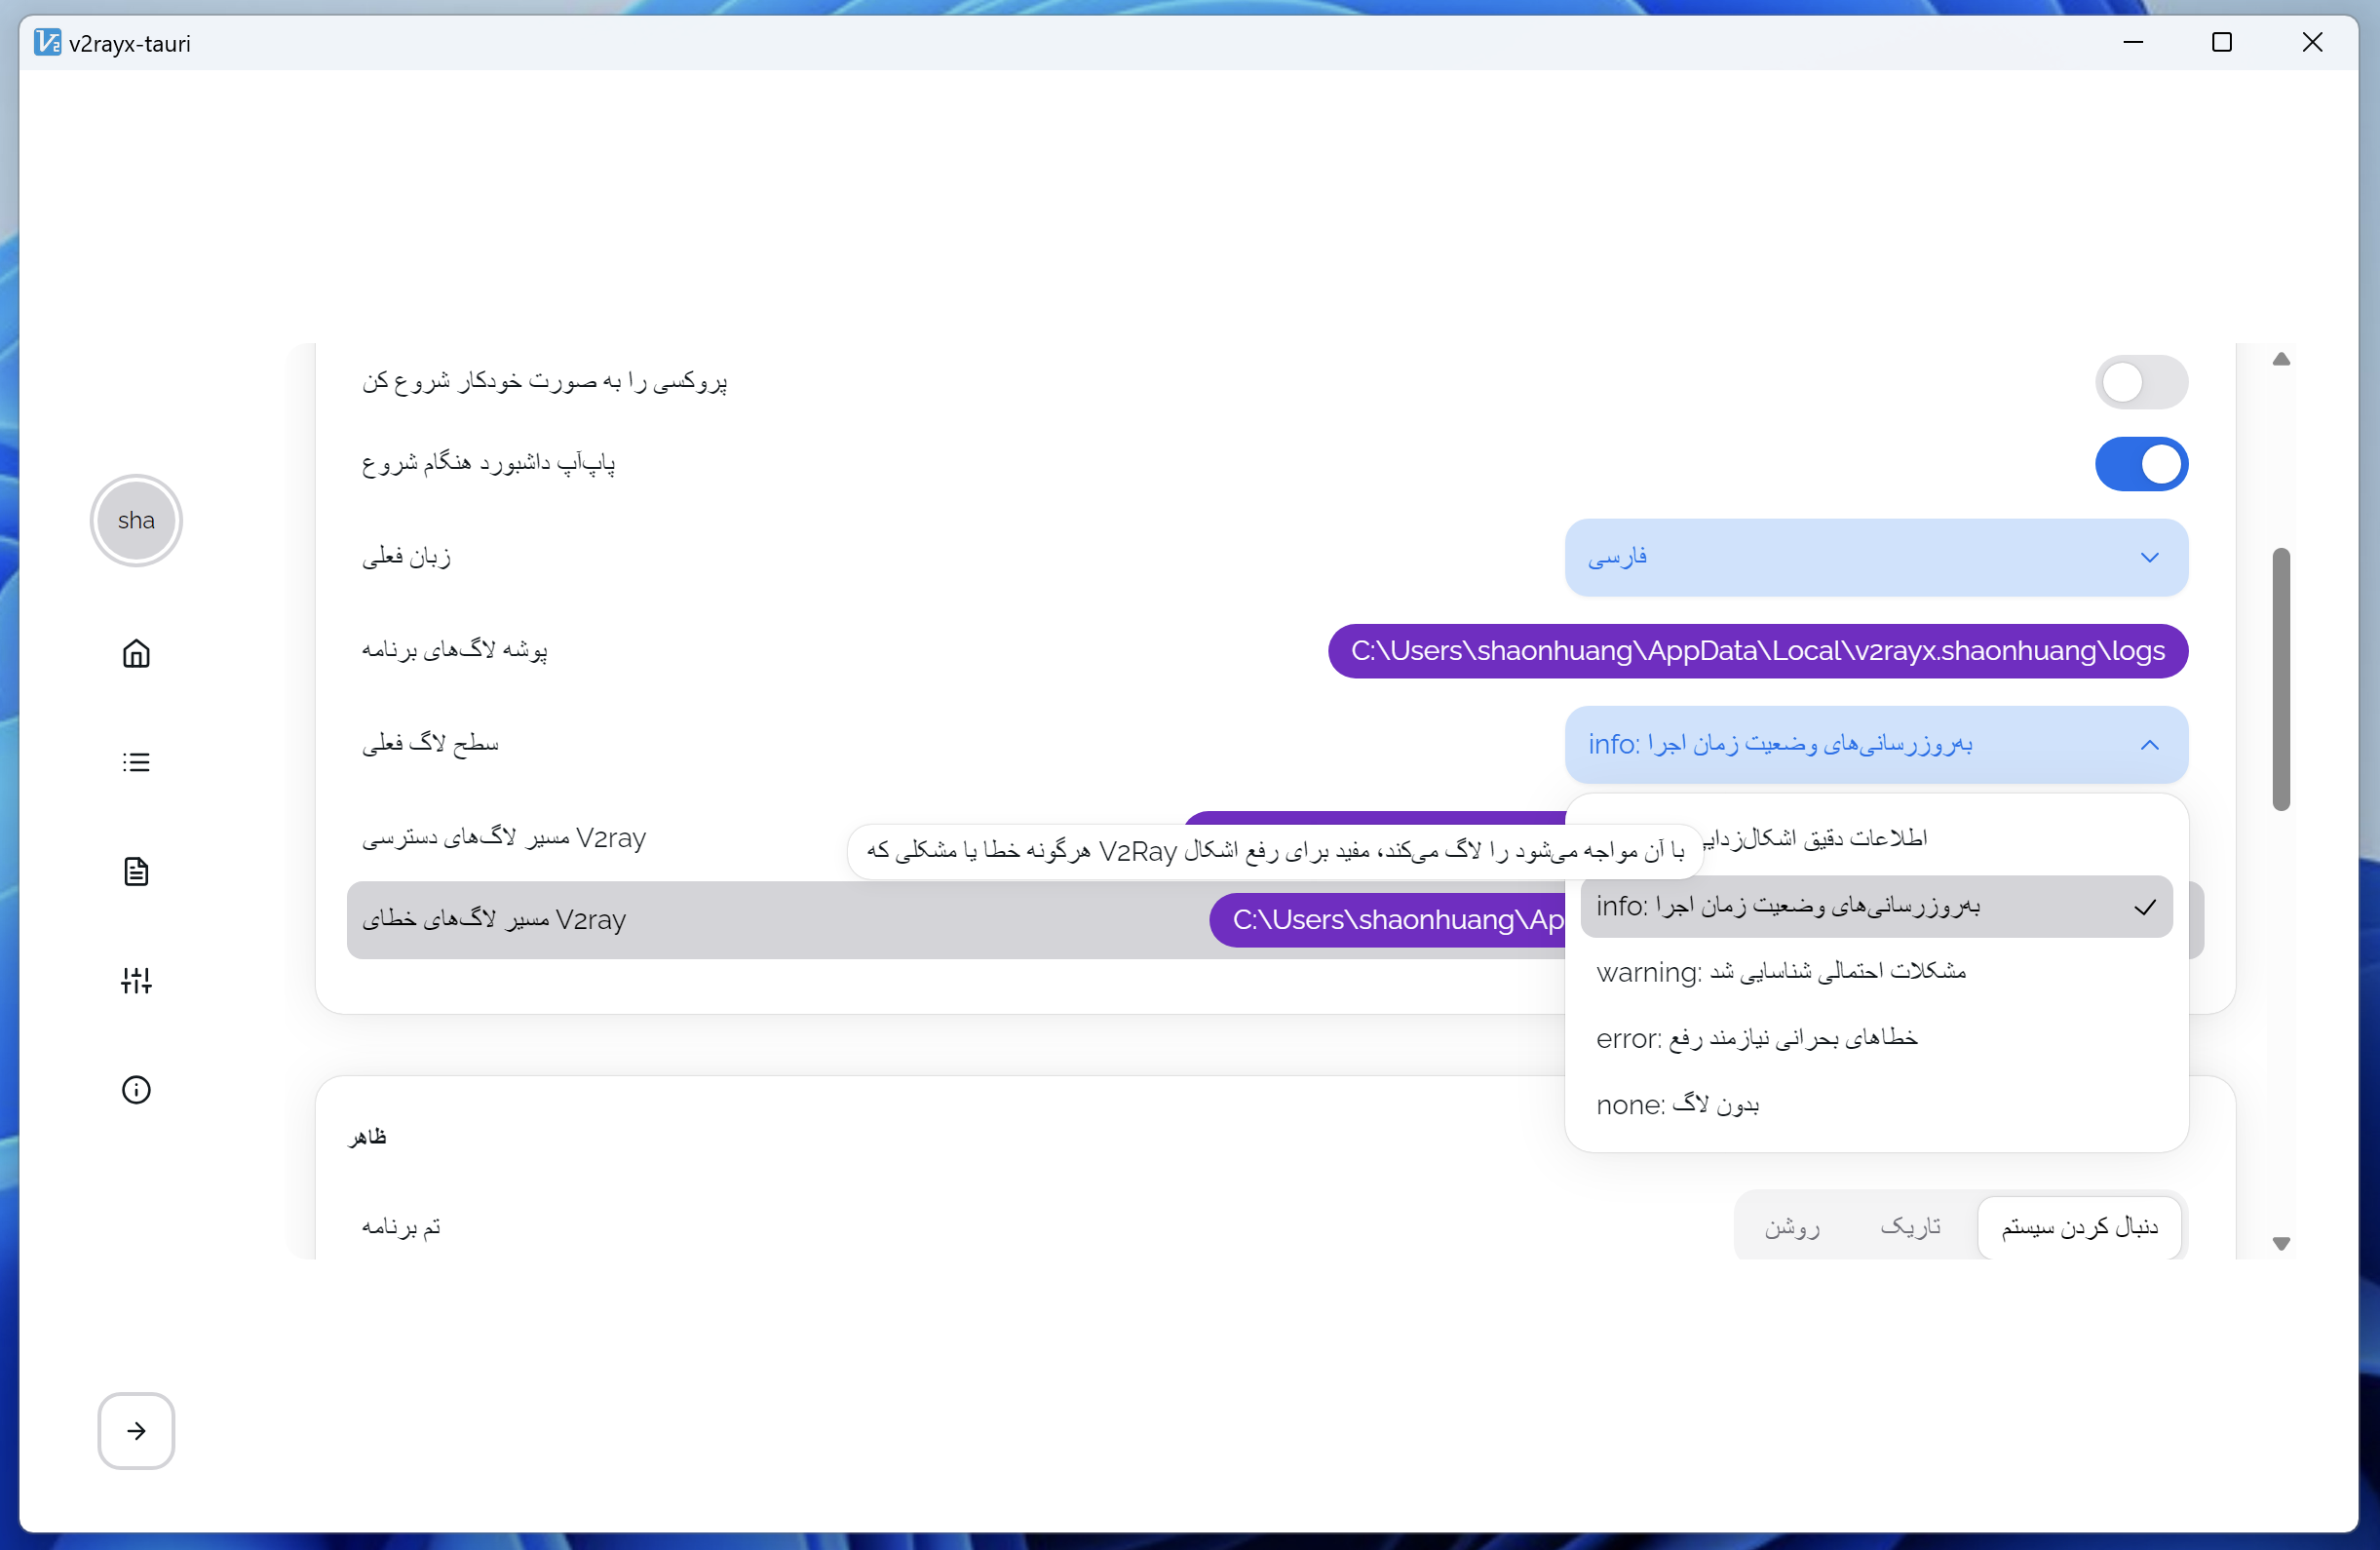 v2rayx-tauri
sha
پروکسی را به صورت خودکار شروع کن
پاپ‌آپ داشبورد هنگام شروع
زبان فعلی
فارسی
پوشه لاگ‌های برنامه
C:\Users\shaonhuang\AppData\Local\v2rayx.shaonhuang\logs
سطح لاگ فعلی
info: به‌روزرسانی‌های وضعیت زمان اجرا
V2ray مسیر لاگ‌های دسترسی
با آن مواجه می‌شود را لاگ می‌کند، مفید برای رفع اشکال V2Ray هرگونه خطا یا مشکلی که
اطلاعات دقیق اشکال‌زدایی
V2ray مسیر لاگ‌های خطای
C:\Users\shaonhuang\Ap
info: به‌روزرسانی‌های وضعیت زمان اجرا
warning: مشکلات احتمالی شناسایی شد
error: خطاهای بحرانی نیازمند رفع
none: بدون لاگ
ظاهر
تم برنامه
روشن
تاریک
دنبال کردن سیستم